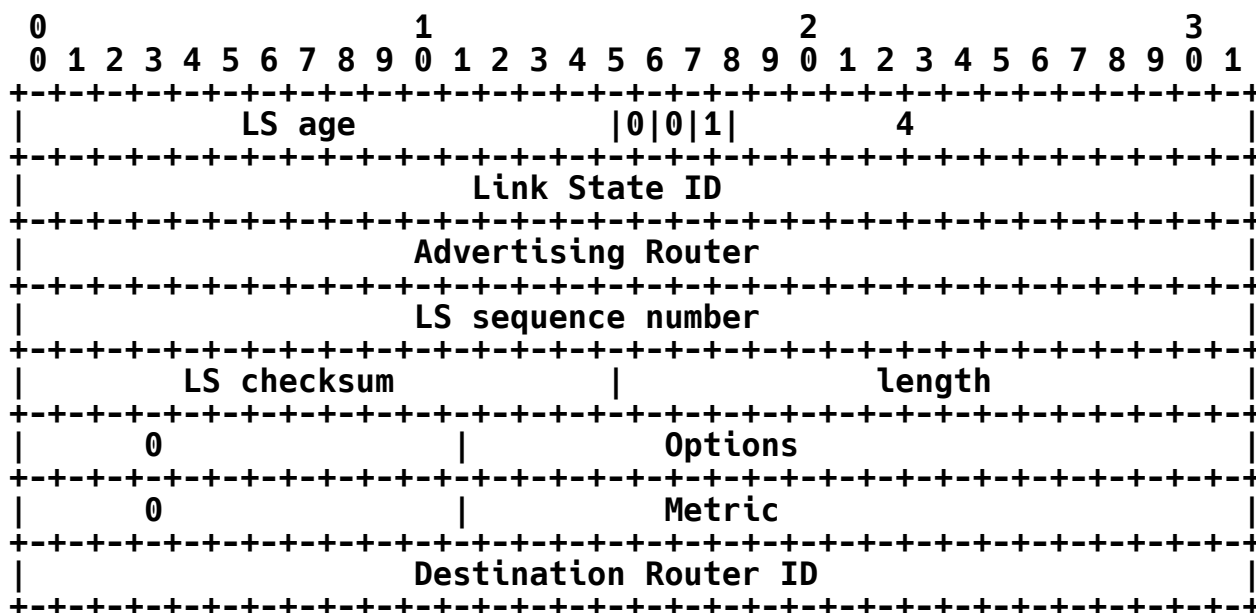 0                   1                   2                   3
 0 1 2 3 4 5 6 7 8 9 0 1 2 3 4 5 6 7 8 9 0 1 2 3 4 5 6 7 8 9 0 1
+-+-+-+-+-+-+-+-+-+-+-+-+-+-+-+-+-+-+-+-+-+-+-+-+-+-+-+-+-+-+-+-+
|           LS age             |0|0|1|        4                 |
+-+-+-+-+-+-+-+-+-+-+-+-+-+-+-+-+-+-+-+-+-+-+-+-+-+-+-+-+-+-+-+-+
|                       Link State ID                           |
+-+-+-+-+-+-+-+-+-+-+-+-+-+-+-+-+-+-+-+-+-+-+-+-+-+-+-+-+-+-+-+-+
|                    Advertising Router                         |
+-+-+-+-+-+-+-+-+-+-+-+-+-+-+-+-+-+-+-+-+-+-+-+-+-+-+-+-+-+-+-+-+
|                    LS sequence number                         |
+-+-+-+-+-+-+-+-+-+-+-+-+-+-+-+-+-+-+-+-+-+-+-+-+-+-+-+-+-+-+-+-+
|        LS checksum           |             length             |
+-+-+-+-+-+-+-+-+-+-+-+-+-+-+-+-+-+-+-+-+-+-+-+-+-+-+-+-+-+-+-+-+
|      0               |          Options                       |
+-+-+-+-+-+-+-+-+-+-+-+-+-+-+-+-+-+-+-+-+-+-+-+-+-+-+-+-+-+-+-+-+
|      0               |          Metric                        |
+-+-+-+-+-+-+-+-+-+-+-+-+-+-+-+-+-+-+-+-+-+-+-+-+-+-+-+-+-+-+-+-+
|                    Destination Router ID                      |
+-+-+-+-+-+-+-+-+-+-+-+-+-+-+-+-+-+-+-+-+-+-+-+-+-+-+-+-+-+-+-+-+